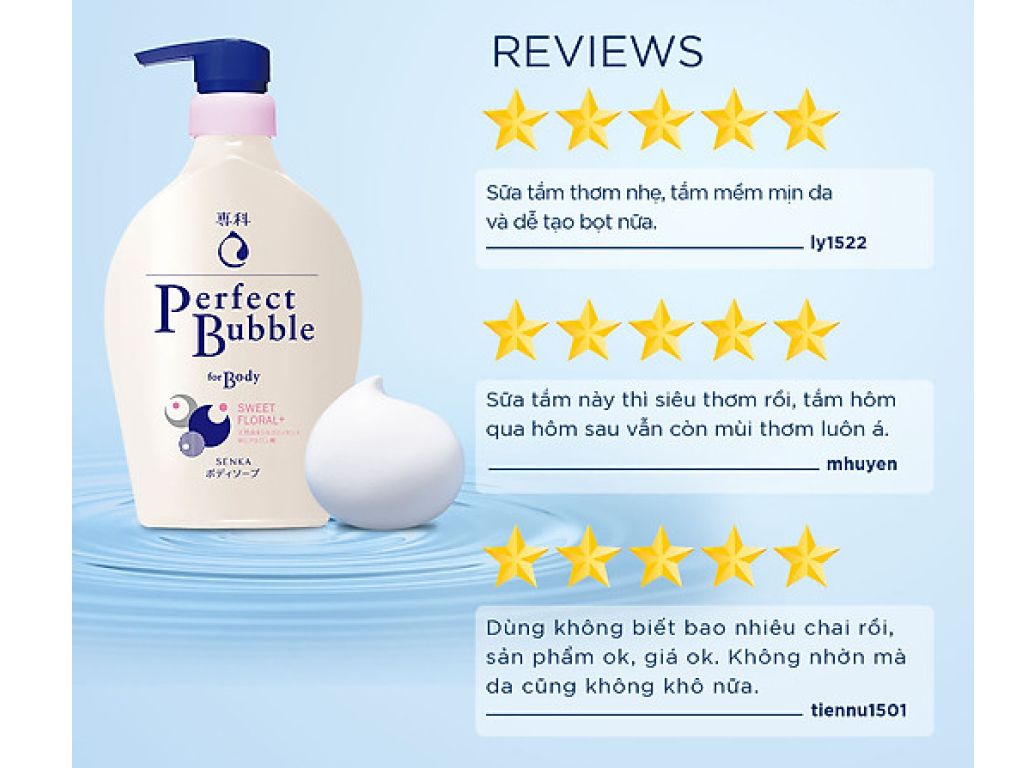 専科
Perfect
Bubble
for Body
SWEET
FLORAL+
SENKA
ボディソープ
REVIEWS
Sữa tắm thơm nhẹ, tắm mềm mịn da
và dễ tạo bọt nữa.
ly1522
Sữa tắm này thì siêu thơm rồi, tắm hôm
qua hôm sau vẫn còn mùi thơm luôn á.
mhuyen
Dùng không biết bao nhiêu chai rồi,
sản phẩm ok, giá ok. Không nhờn mà
da cũng không khô nữa.
tiennu1501